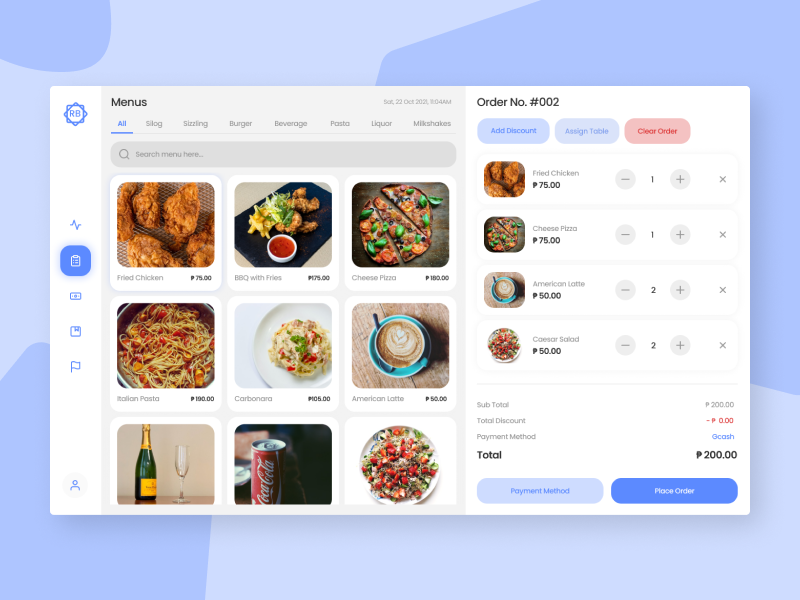 RB
Menus
Sat, 22 Oct 2021, 11:04AM
All Silog Sizzling Burger Beverage Pasta Liquor Milkshakes
Search menu here...
Fried Chicken ₱ 75.00
BBQ with Fries ₱175.00
Cheese Pizza ₱ 180.00
Italian Pasta ₱ 190.00
Carbonara ₱105.00
American Latte ₱ 50.00
Coca-Cola
Order No. #002
Add Discount
Assign Table
Clear Order
Fried Chicken
₱ 75.00
1
Cheese Pizza
₱ 75.00
1
American Latte
₱ 50.00
2
Caesar Salad
₱ 50.00
2
Sub Total ₱ 200.00
Total Discount - ₱ 0.00
Payment Method Gcash
Total ₱ 200.00
Payment Method
Place Order